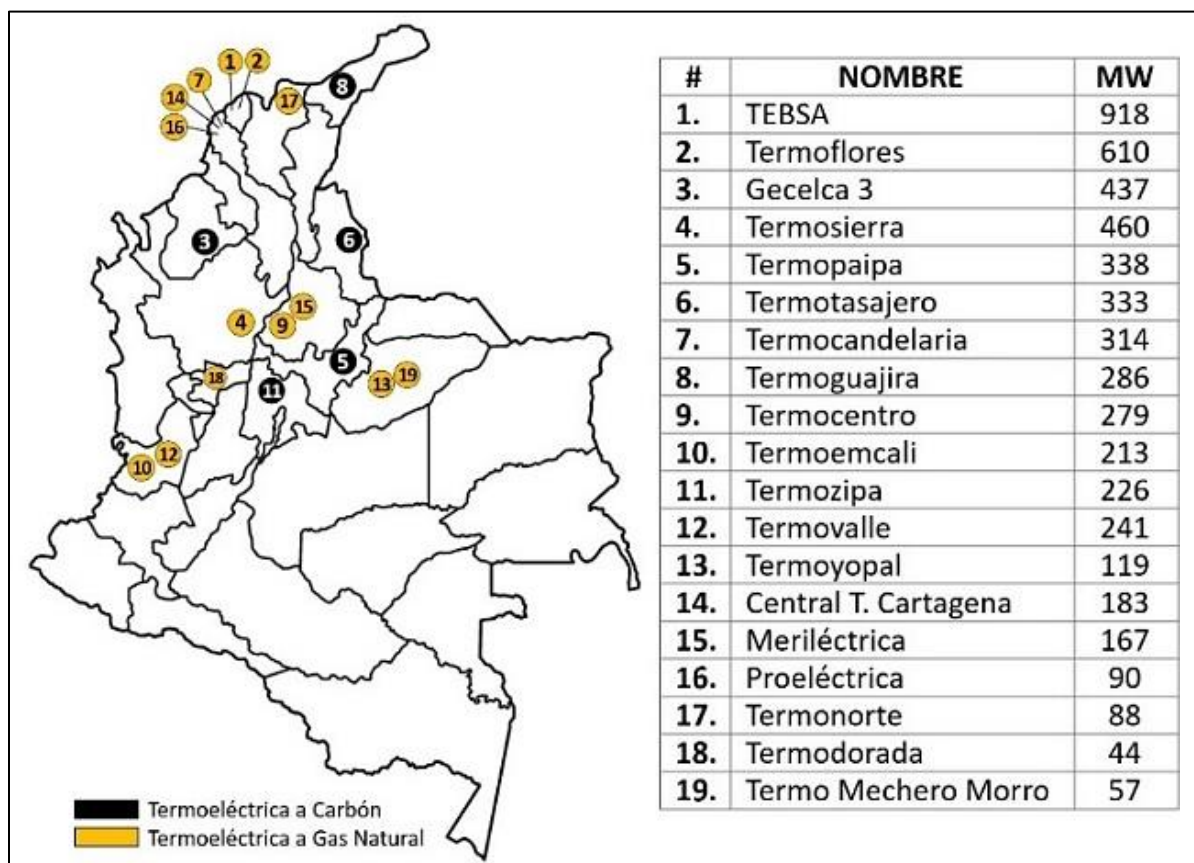 1 2
7
8
17
14
16
3
6
15
4 9
5
18
19
13
11
12
10
Termoeléctrica a Carbón
Termoeléctrica a Gas Natural
# NOMBRE MW
1. TEBSA 918
2. Termoflores 610
3. Gecelca 3 437
4. Termosierra 460
5. Termopaipa 338
6. Termotasajero 333
7. Termocandelaria 314
8. Termoguajira 286
9. Termocentro 279
10. Termoemcali 213
11. Termozipa 226
12. Termovalle 241
13. Termoyopal 119
14. Central T. Cartagena 183
15. Meriléctrica 167
16. Proeléctrica 90
17. Termonorte 88
18. Termodorada 44
19. Termo Mechero Morro 57